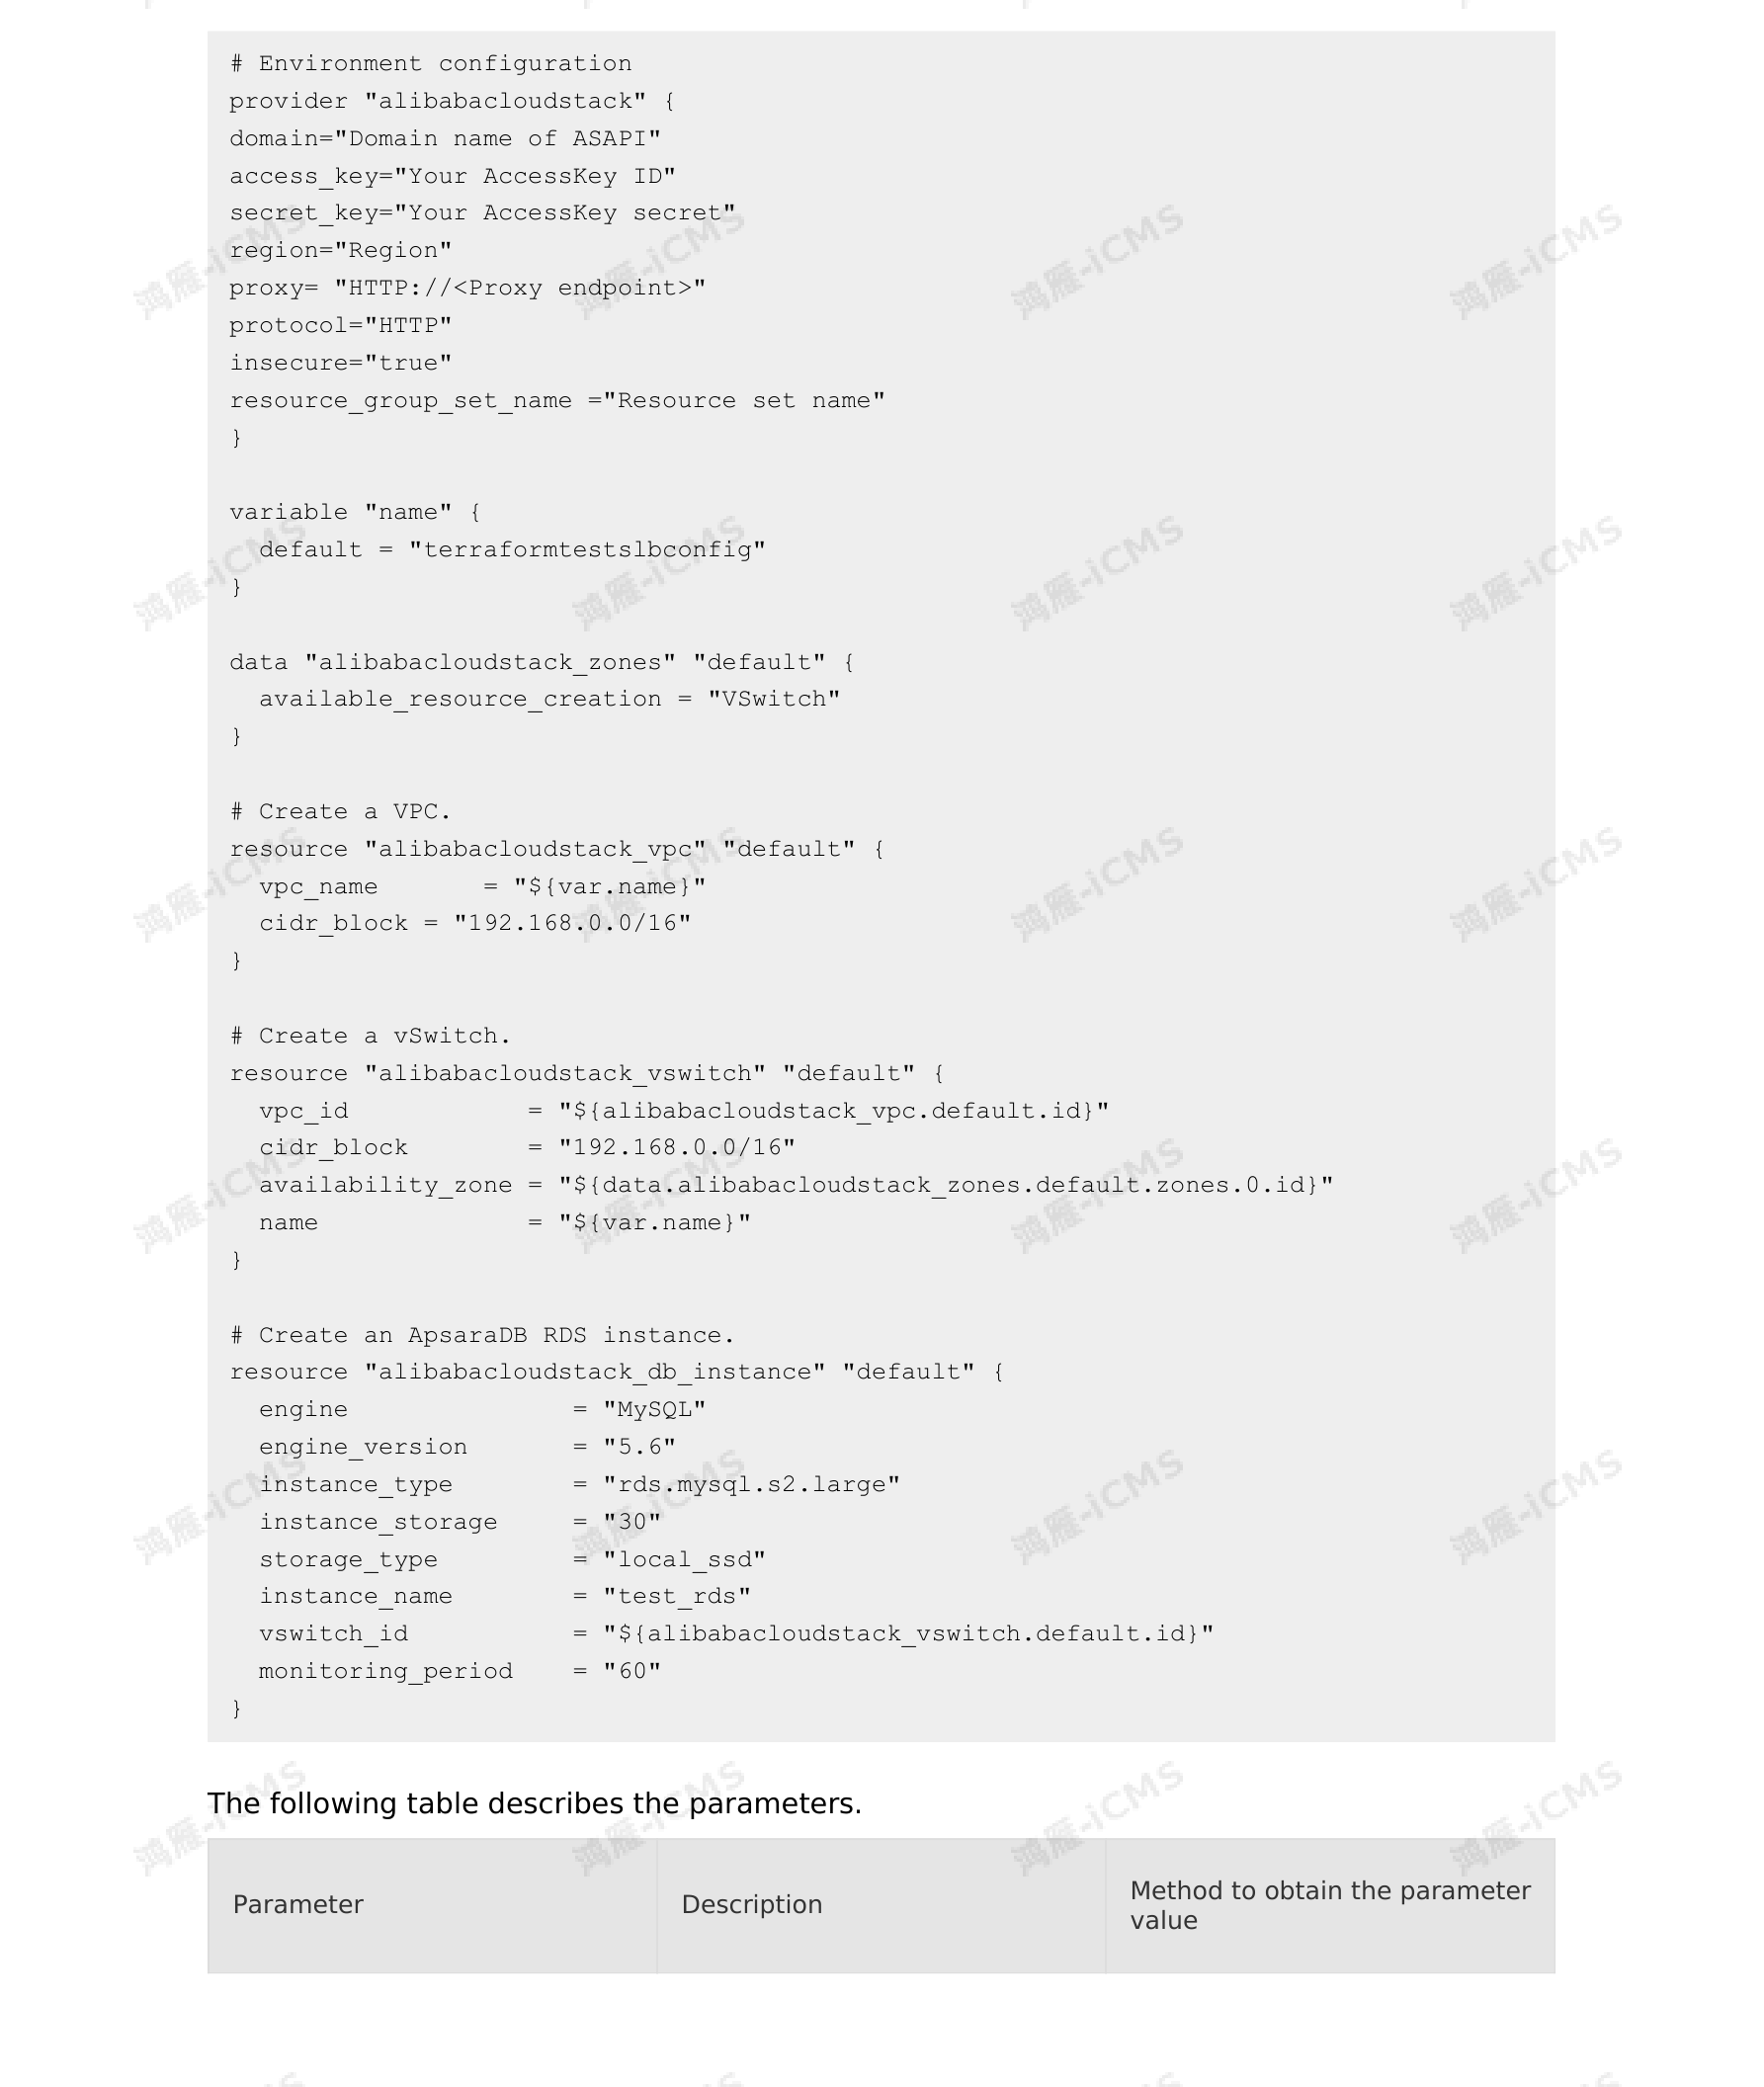 # Environment configuration
provider "alibabacloudstack" {
domain="Domain name of ASAPI"
access_key="Your AccessKey ID"
secret_key="Your AccessKey secret"
region="Region"
proxy= "HTTP://<Proxy endpoint>"
protocol="HTTP"
insecure="true"
resource_group_set_name ="Resource set name"
}

variable "name" {
  default = "terraformtestslbconfig"
}

data "alibabacloudstack_zones" "default" {
  available_resource_creation = "VSwitch"
}

# Create a VPC.
resource "alibabacloudstack_vpc" "default" {
  vpc_name       = "${var.name}"
  cidr_block = "192.168.0.0/16"
}

# Create a vSwitch.
resource "alibabacloudstack_vswitch" "default" {
  vpc_id            = "${alibabacloudstack_vpc.default.id}"
  cidr_block        = "192.168.0.0/16"
  availability_zone = "${data.alibabacloudstack_zones.default.zones.0.id}"
  name              = "${var.name}"
}

# Create an ApsaraDB RDS instance.
resource "alibabacloudstack_db_instance" "default" {
  engine               = "MySQL"
  engine_version       = "5.6"
  instance_type        = "rds.mysql.s2.large"
  instance_storage     = "30"
  storage_type         = "local_ssd"
  instance_name        = "test_rds"
  vswitch_id           = "${alibabacloudstack_vswitch.default.id}"
  monitoring_period    = "60"
}
The following table describes the parameters.
Parameter
Description
Method to obtain the parameter
value
鸿雁-iCMS